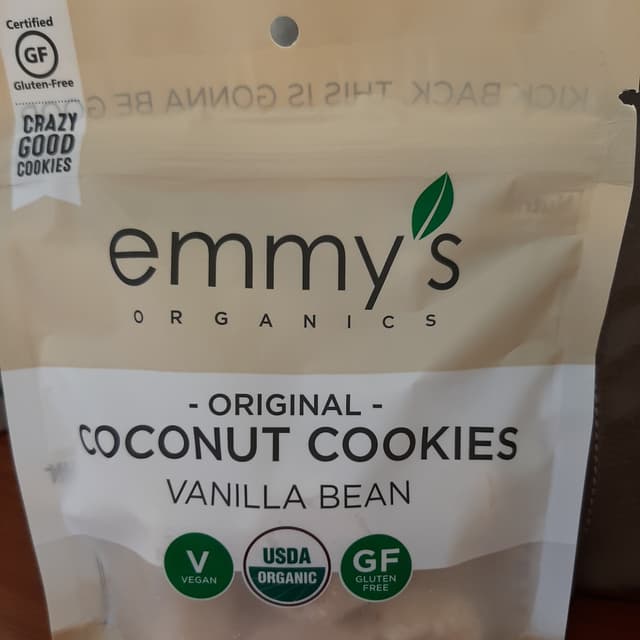 Certified
GF
Gluten-Free
CRAZY
GOOD
COOKIES
KICK BACK. THIS IS GONNA BE
emmy's
ORGANICS
- ORIGINAL -
COCONUT COOKIES
VANILLA BEAN
V
VEGAN
USDA
ORGANIC
GF
GLUTEN
FREE